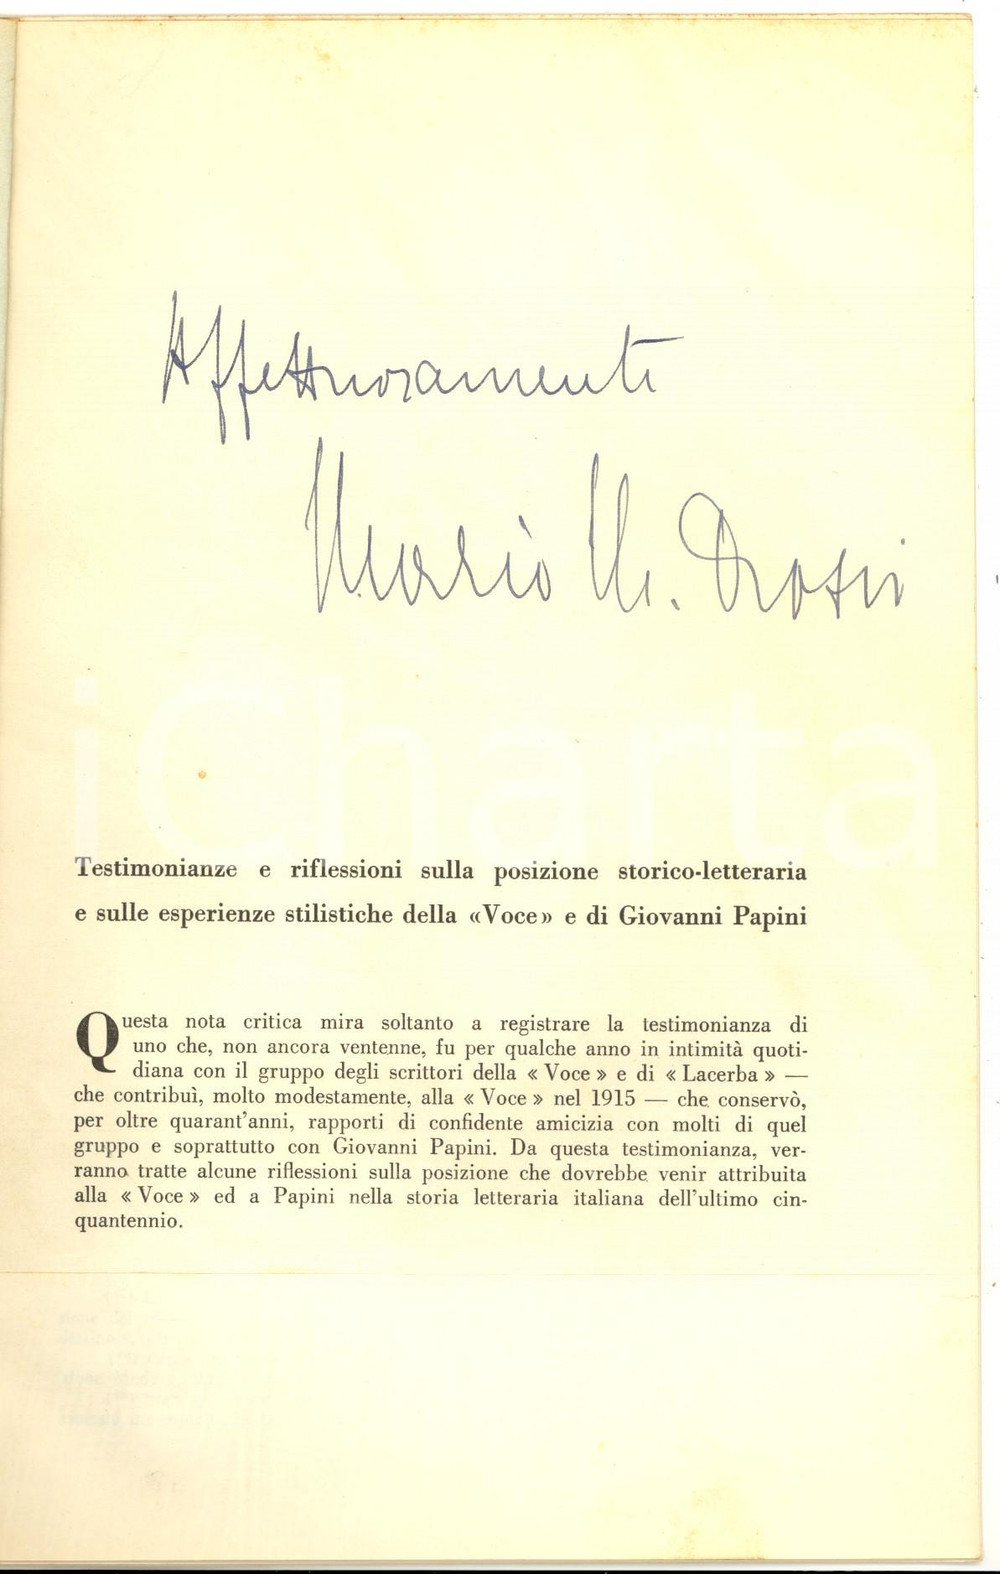 Affettuosamente
Mario M. Rossi
iCharta
Testimonianze e riflessioni sulla posizione storico-letteraria
e sulle esperienze stilistiche della «Voce» e di Giovanni Papini
Questa nota critica mira soltanto a registrare la testimonianza di
uno che, non ancora ventenne, fu per qualche anno in intimità quoti-
diana con il gruppo degli scrittori della « Voce » e di « Lacerba » —
che contribuì, molto modestamente, alla « Voce » nel 1915 — che conservò,
per oltre quarant'anni, rapporti di confidente amicizia con molti di quel
gruppo e soprattutto con Giovanni Papini. Da questa testimonianza, ver-
ranno tratte alcune riflessioni sulla posizione che dovrebbe venir attribuita
alla « Voce » ed a Papini nella storia letteraria italiana dell'ultimo cin-
quantennio.